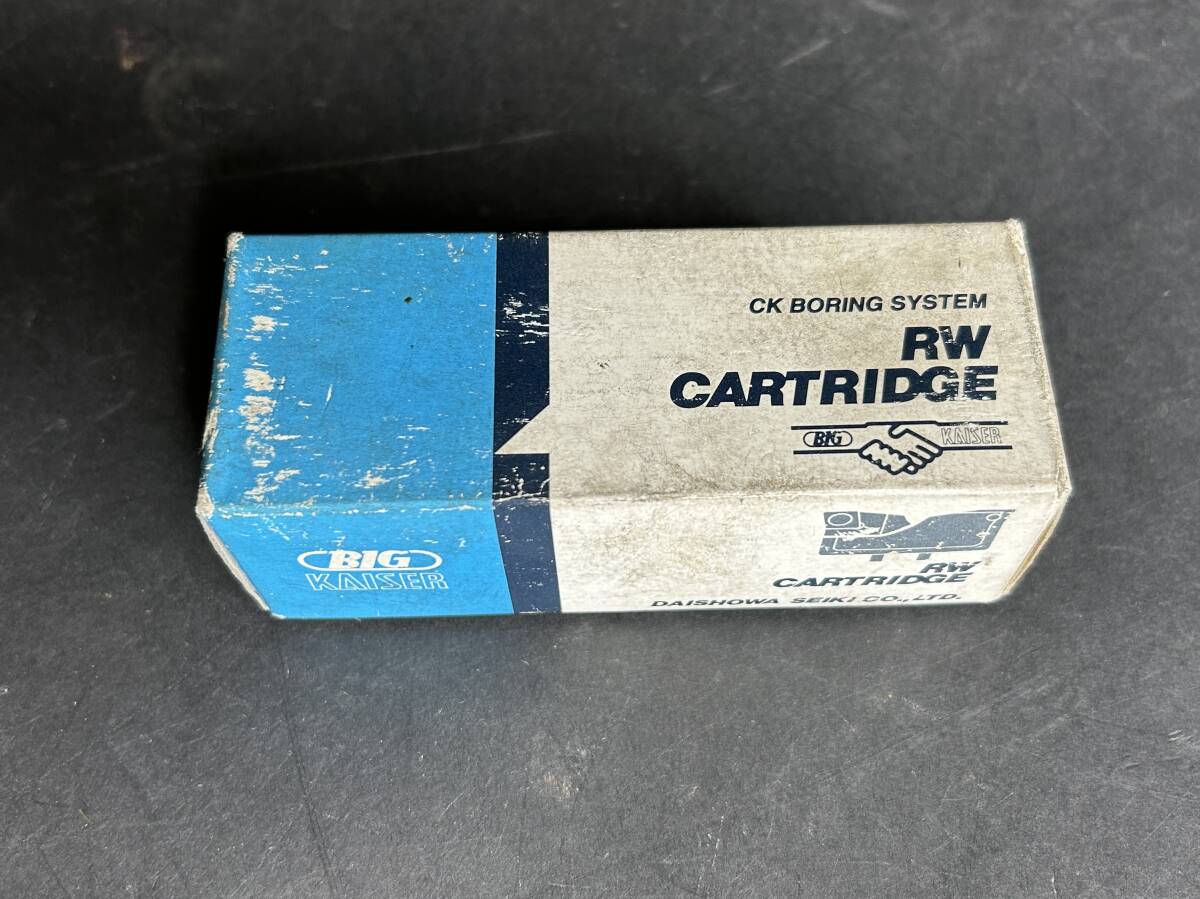 CK BORING SYSTEM
RW
CARTRIDGE
BIG KAISER
BIG
KAISER
RW
CARTRIDGE
DAISHOWA SEIKI CO., LTD.